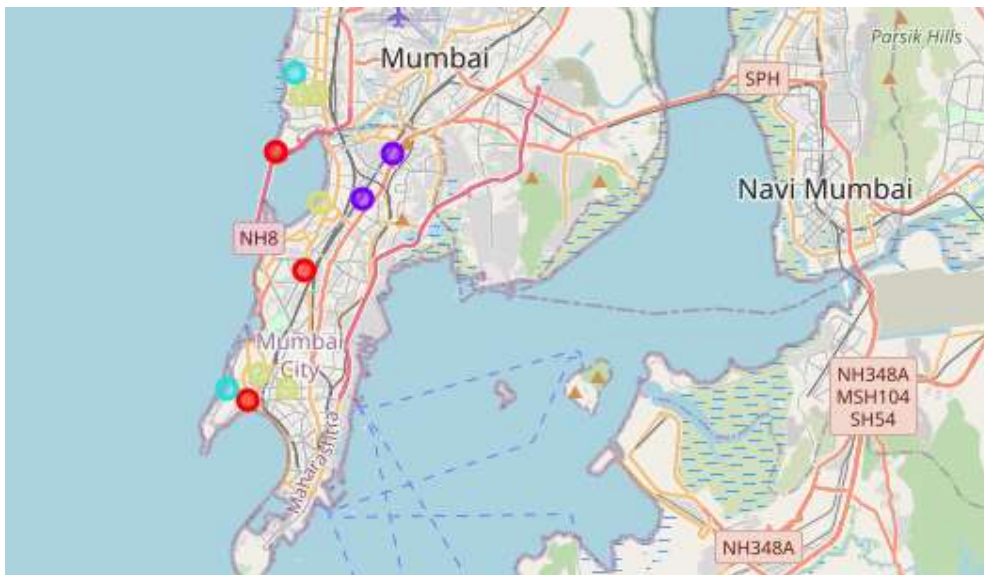 Parsik Hills
Mumbai
SPH
Navi Mumbai
NH8
Mumbai
City
NH348A
MSH104
SH54
Maharashtra
NH348A